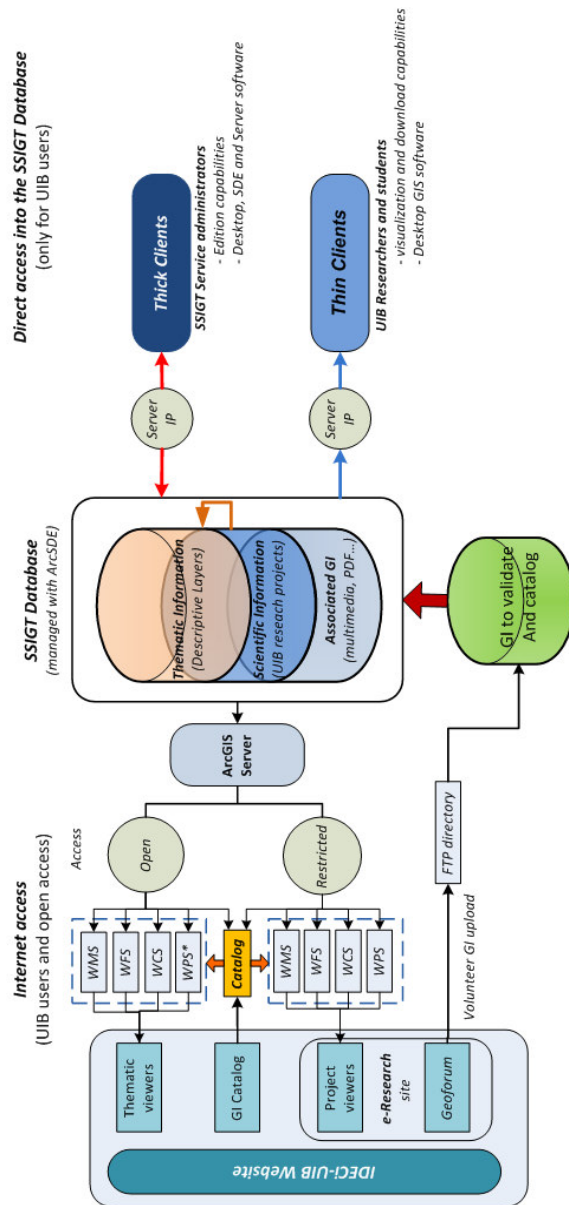 Internet access
(UIB users and open access)
SSIGT Database
(managed with ArcSDE)
Direct access into the SSIGT Database
(only for UIB users)
IDECi-UIB Website
Thematic
viewers
GI Catalog
Project
viewers
e-Research
site
Geoforum
WMS
WFS
WCS
WPS*
Catalog
WMS
WFS
WCS
WPS
Access
Open
Restricted
ArcGIS
Server
Volunteer GI upload
FTP directory
Thematic Information
(Descriptive Layers)
Scientific Information
(UIB reseach projects)
Associated GI
(multimedia, PDF...)
GI to validate
And catalog
Server
IP
Server
IP
Thick Clients
SSIGT Service administrators
- Edition capabilities
- Desktop, SDE and Server software
Thin Clients
UIB Researchers and students
- visualization and download capabilities
- Desktop GIS software